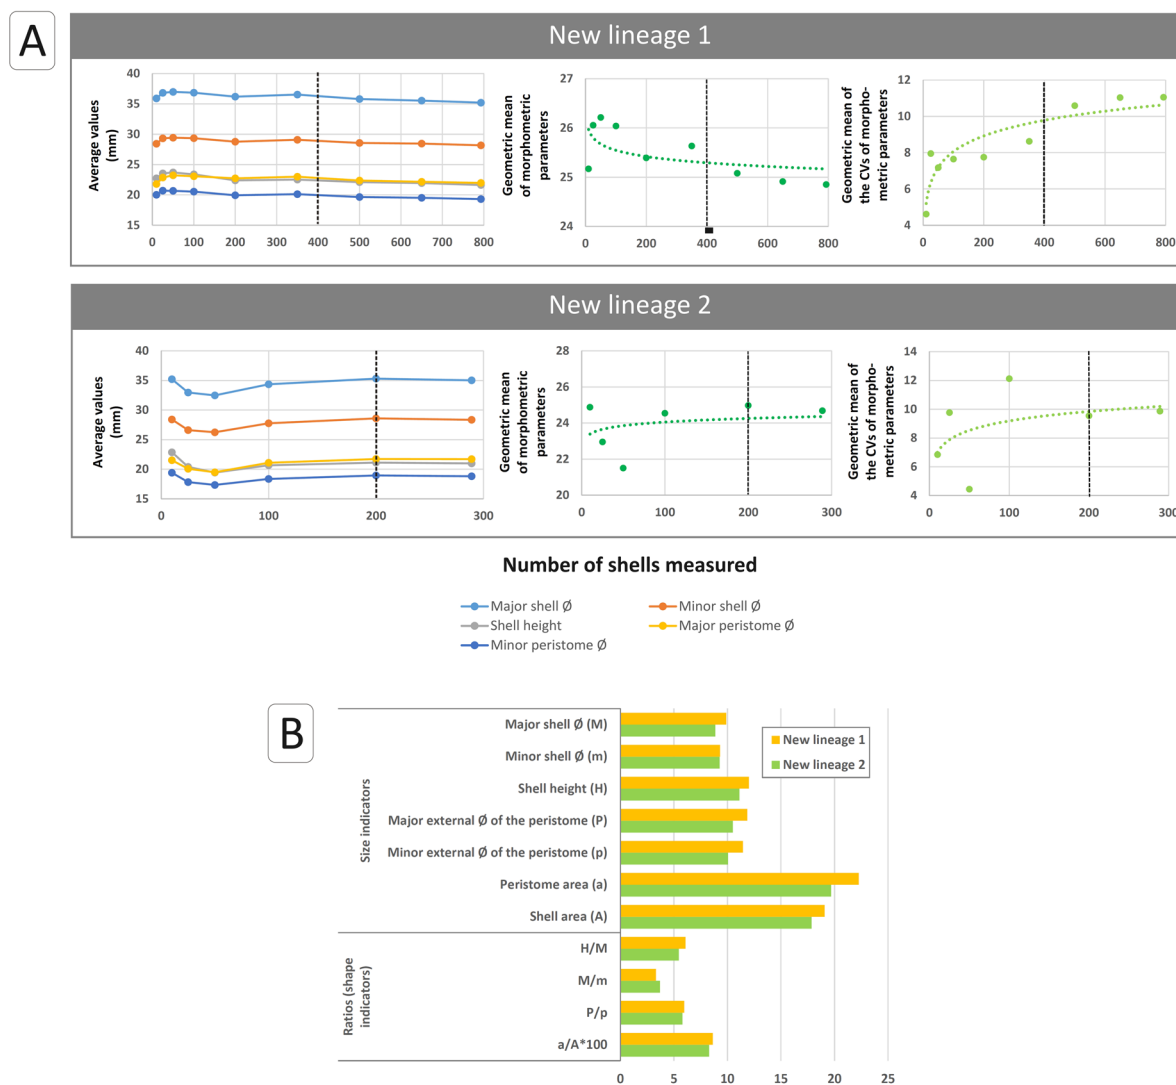 A
New lineage 1
Average values
(mm)
40
35
30
25
20
15
0 100 200 300 400 500 600 700 800
Geometric mean
of morphometric
parameters
27
26
25
24
0 200 400 600 800
Geometric mean of
the CVs of morpho-
metric parameters
12
10
8
6
4
0 200 400 600 800
New lineage 2
Average values
(mm)
40
35
30
25
20
15
0 100 200 300
Geometric mean
of morphometric
parameters
28
26
24
22
20
0 100 200 300
Geometric mean of
the CVs of morpho-
metric parameters
14
12
10
8
6
4
0 100 200 300
Number of shells measured
Major shell Ø Minor shell Ø
Shell height Major peristome Ø
Minor peristome Ø
B
Size indicators
Major shell Ø (M)
Minor shell Ø (m)
Shell height (H)
Major external Ø of the peristome (P)
Minor external Ø of the peristome (p)
Peristome area (a)
Shell area (A)
Ratios (shape
indicators)
H/M
M/m
P/p
a/A*100
New lineage 1
New lineage 2
0 5 10 15 20 25